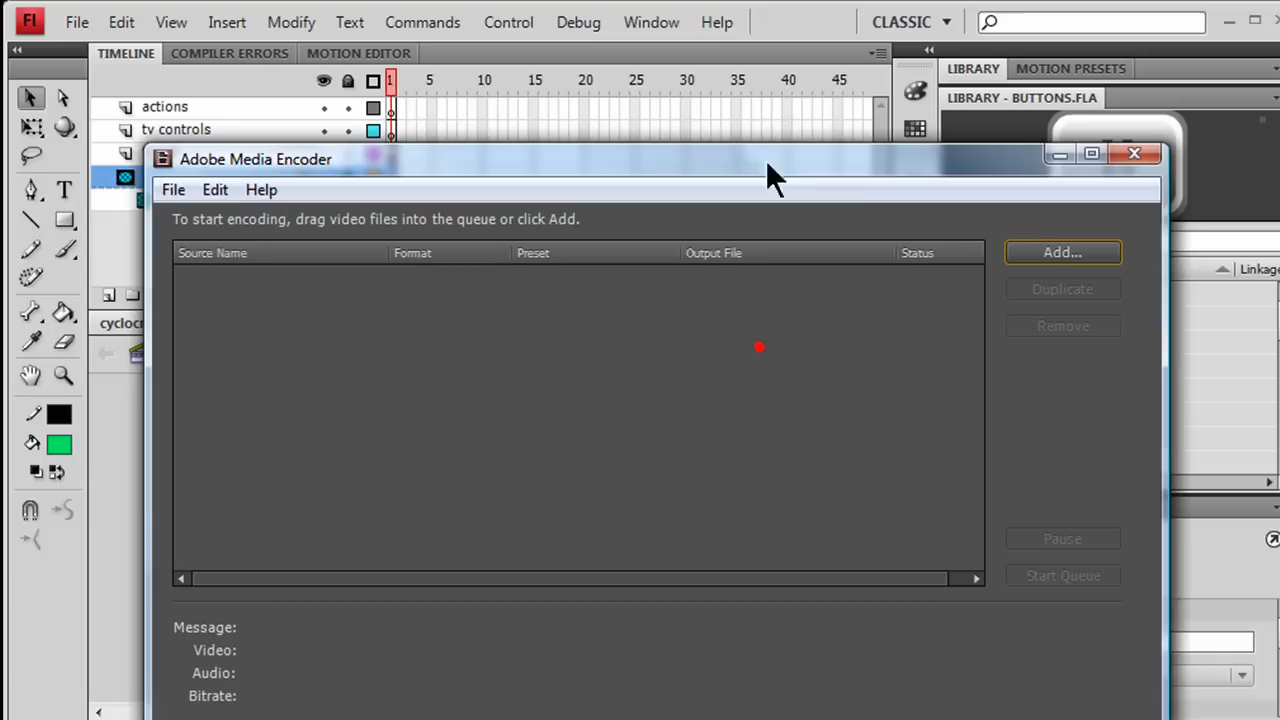 Fl File Edit View Insert Modify Text Commands Control Debug Window Help CLASSIC
TIMELINE COMPILER ERRORS MOTION EDITOR
LIBRARY MOTION PRESETS
1 5 10 15 20 25 30 35 40 45
LIBRARY - BUTTONS.FLA
actions
tv controls
Adobe Media Encoder
File Edit Help
To start encoding, drag video files into the queue or click Add.
Source Name Format Preset Output File Status
Add...
Linkage
Duplicate
Remove
cyclocr
Pause
Start Queue
Message:
Video:
Audio:
Bitrate: